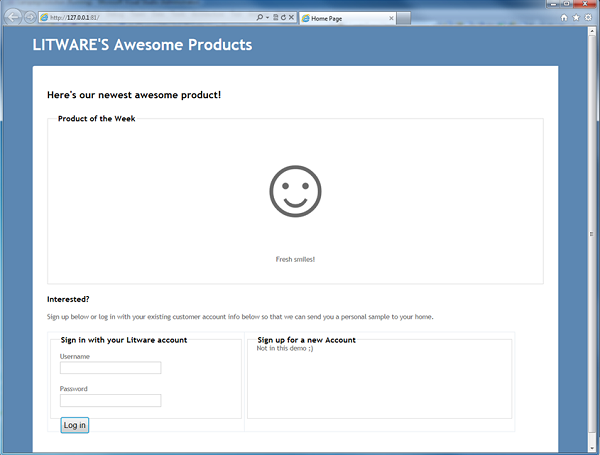 http://127.0.0.1:81/
Home Page
LITWARE'S Awesome Products
Here's our newest awesome product!
Product of the Week
Fresh smiles!
Interested?
Sign up below or log in with your existing customer account info below so that we can send you a personal sample to your home.
Sign in with your Litware account
Username
Password
Log in
Sign up for a new Account
Not in this demo ;)